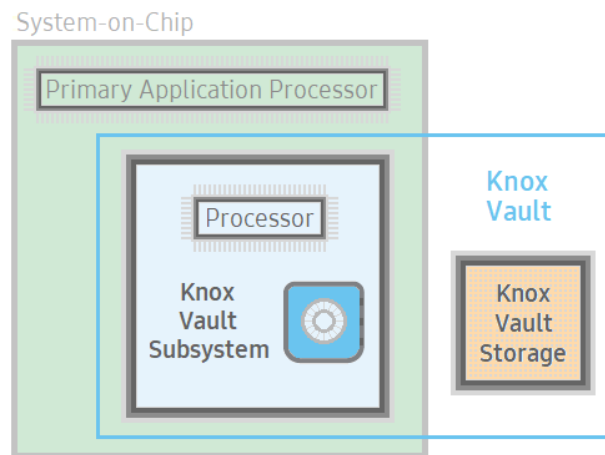 System-on-Chip
Primary Application Processor
Processor
Knox
Vault
Subsystem
Knox
Vault
Knox
Vault
Storage